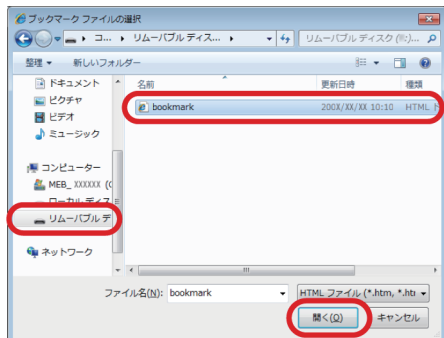 ブックマーク ファイルの選択
コ... リムーバブル ディス... リムーバブル ディスク (X:)...
整理 新しいフォルダー
ドキュメント
ピクチャ
ビデオ
ミュージック
コンピューター
MEB_XXXXXX (C
ローカル ディス
リムーバブル デ
ネットワーク
名前 更新日時 種類
bookmark 200X/XX/XX 10:10 HTML ド
ファイル名(N): bookmark HTML ファイル (*.htm, *.htı
開く(O) キャンセル